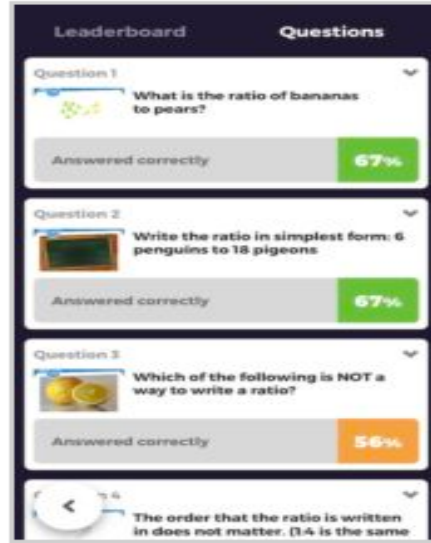 Leaderboard Questions
Question 1
What is the ratio of bananas
to pears?
Answered correctly 67%
Question 2
Write the ratio in simplest form: 6
penguins to 18 pigeons
Answered correctly 67%
Question 3
Which of the following is NOT a
way to write a ratio?
Answered correctly 56%
4
The order that the ratio is written
in does not matter. (1:4 is the same